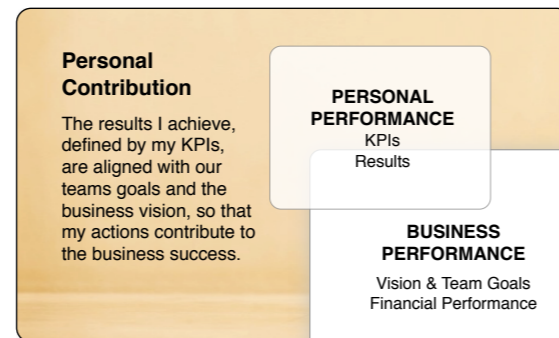 Personal
Contribution
The results I achieve,
defined by my KPIs,
are aligned with our
teams goals and the
business vision, so that
my actions contribute to
the business success.
PERSONAL
PERFORMANCE
KPIs
Results
BUSINESS
PERFORMANCE
Vision & Team Goals
Financial Performance